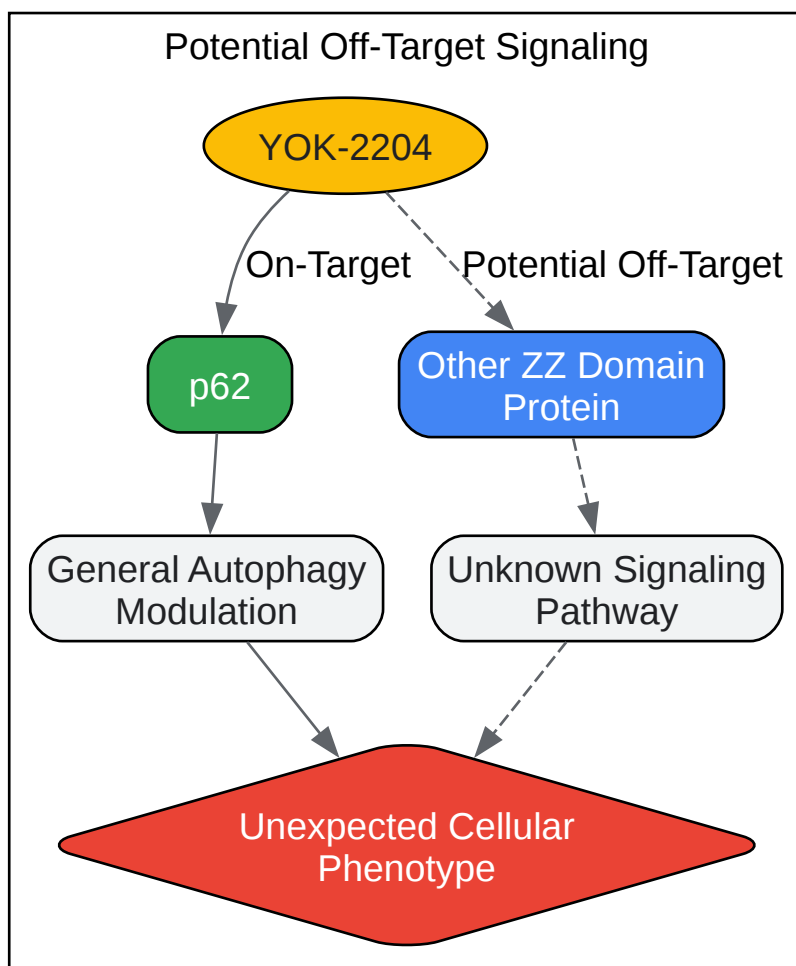 Potential Off-Target Signaling
YOK-2204
On-Target
Potential Off-Target
p62
Other ZZ Domain
Protein
General Autophagy
Modulation
Unknown Signaling
Pathway
Unexpected Cellular
Phenotype